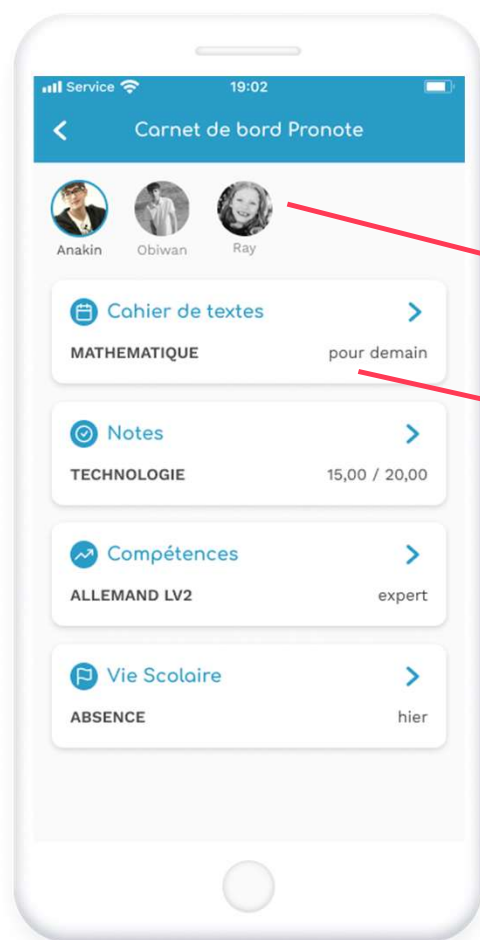 Service 19:02
Carnet de bord Pronote
Anakin Obiwan Ray
Cahier de textes
MATHEMATIQUE pour demain
Notes
TECHNOLOGIE 15,00 / 20,00
Compétences
ALLEMAND LV2 expert
Vie Scolaire
ABSENCE hier